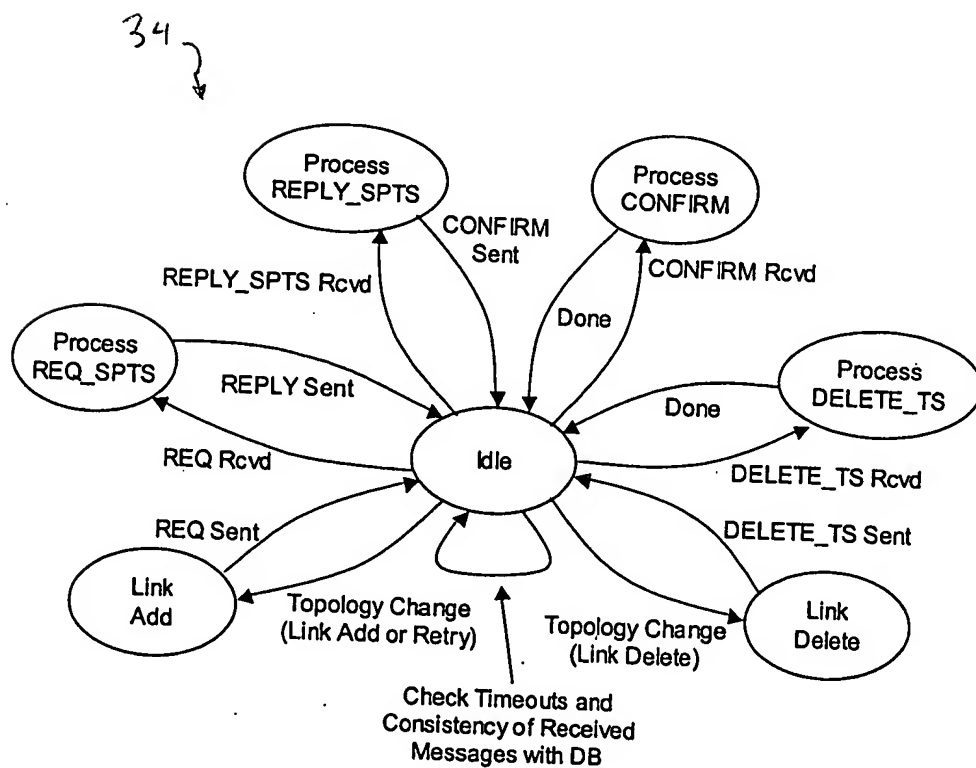 34
Process
REPLY_SPTS
Process
CONFIRM
CONFIRM
Sent
REPLY_SPTS Rcvd
CONFIRM Rcvd
Done
Process
REQ_SPTS
Process
DELETE_TS
REPLY Sent
Done
Idle
REQ Rcvd
DELETE_TS Rcvd
REQ Sent
DELETE_TS Sent
Link
Add
Topology Change
(Link Add or Retry)
Topology Change
(Link Delete)
Link
Delete
Check Timeouts and
Consistency of Received
Messages with DB